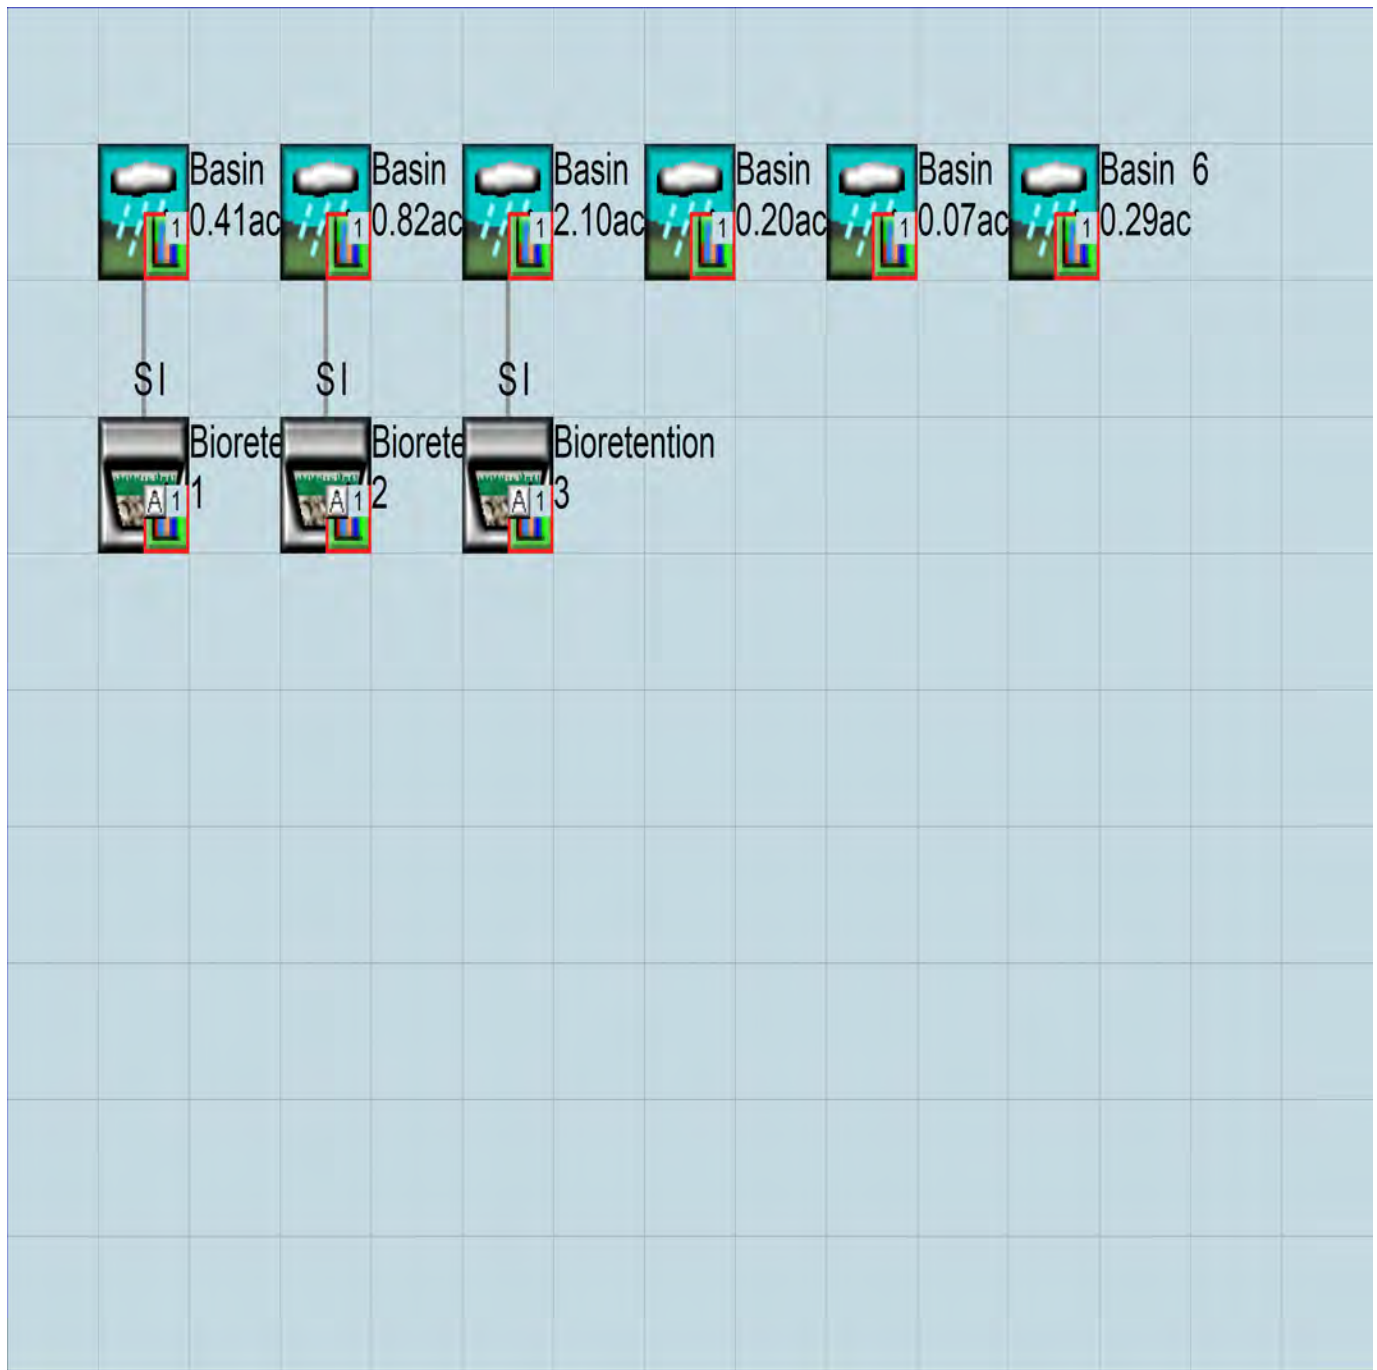 Basin
0.41ac
1
Basin
0.82ac
1
Basin
2.10ac
1
Basin
0.20ac
1
Basin
0.07ac
1
Basin 6
0.29ac
1
SI
SI
SI
Biorete
1
A 1
Biorete
2
A 1
Bioretention
3
A 1